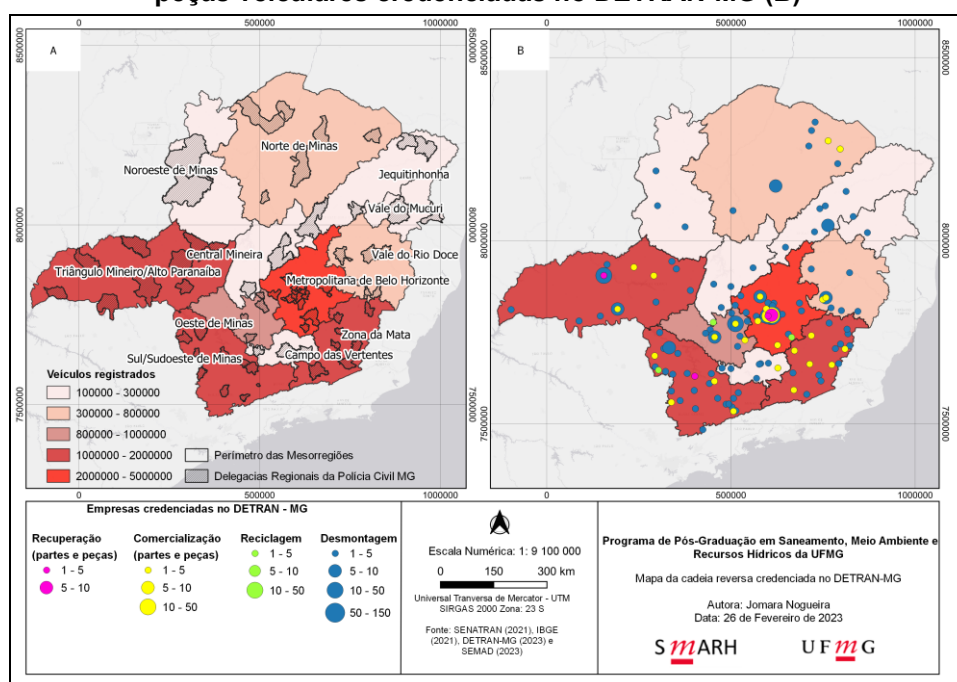 peças veiculares credenciadas no DETRAN-MG (B)
0 500000 1000000
0 500000 1000000
A
B
8500000
8500000
8000000
8000000
7500000
7500000
Norte de Minas
Noroeste de Minas
Jequitinhonha
Vale do Mucuri
Central Mineira
Vale do Rio Doce
Triângulo Mineiro/Alto Paranaíba
Metropolitana de Belo Horizonte
Oeste de Minas
Zona da Mata
Sul/Sudoeste de Minas
Campo das Vertentes
Veículos registrados
100000 - 300000
300000 - 800000
800000 - 1000000
1000000 - 2000000
2000000 - 5000000
Perímetro das Mesorregiões
Delegacias Regionais da Polícia Civil MG
0 500000 1000000
0 500000 1000000
Empresas credenciadas no DETRAN - MG
Recuperação
(partes e peças)
1 - 5
5 - 10
Comercialização
(partes e peças)
1 - 5
5 - 10
10 - 50
Reciclagem
1 - 5
5 - 10
10 - 50
Desmontagem
1 - 5
5 - 10
10 - 50
50 - 150
Escala Numérica: 1: 9 100 000
0 150 300 km
Universal Tranversa de Mercator - UTM
SIRGAS 2000 Zona: 23 S
Fonte: SENATRAN (2021), IBGE
(2021), DETRAN-MG (2023) e
SEMAD (2023)
Programa de Pós-Graduação em Saneamento, Meio Ambiente e
Recursos Hídricos da UFMG
Mapa da cadeia reversa credenciada no DETRAN-MG
Autora: Jomara Nogueira
Data: 26 de Fevereiro de 2023
SmARH
UFmG